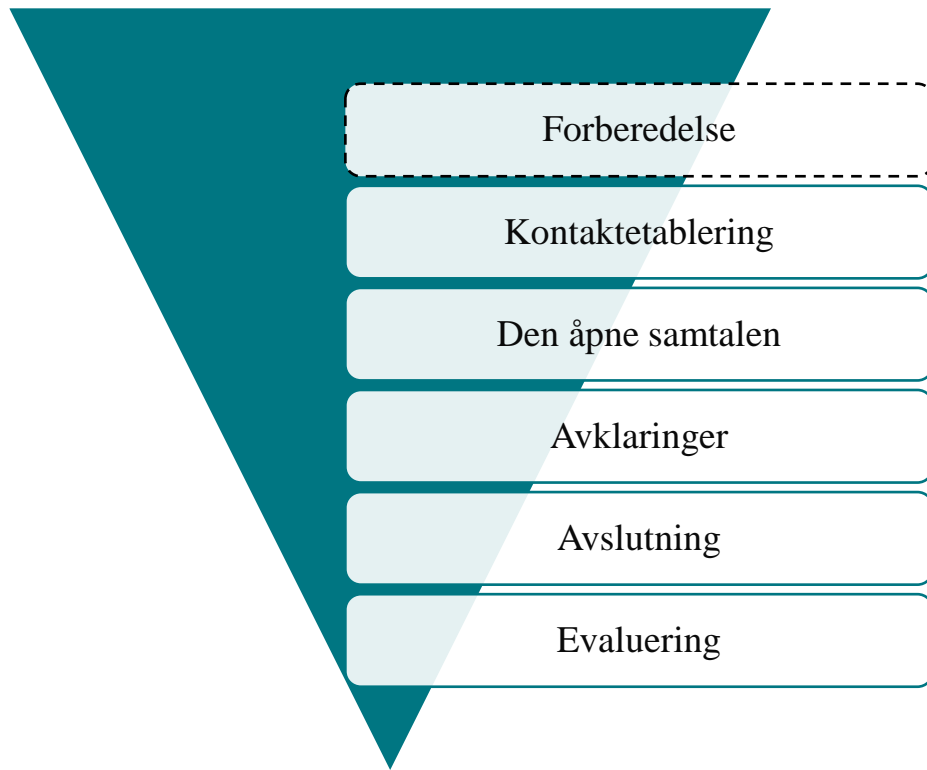 Forberedelse
Kontaktetablering
Den åpne samtalen
Avklaringer
Avslutning
Evaluering